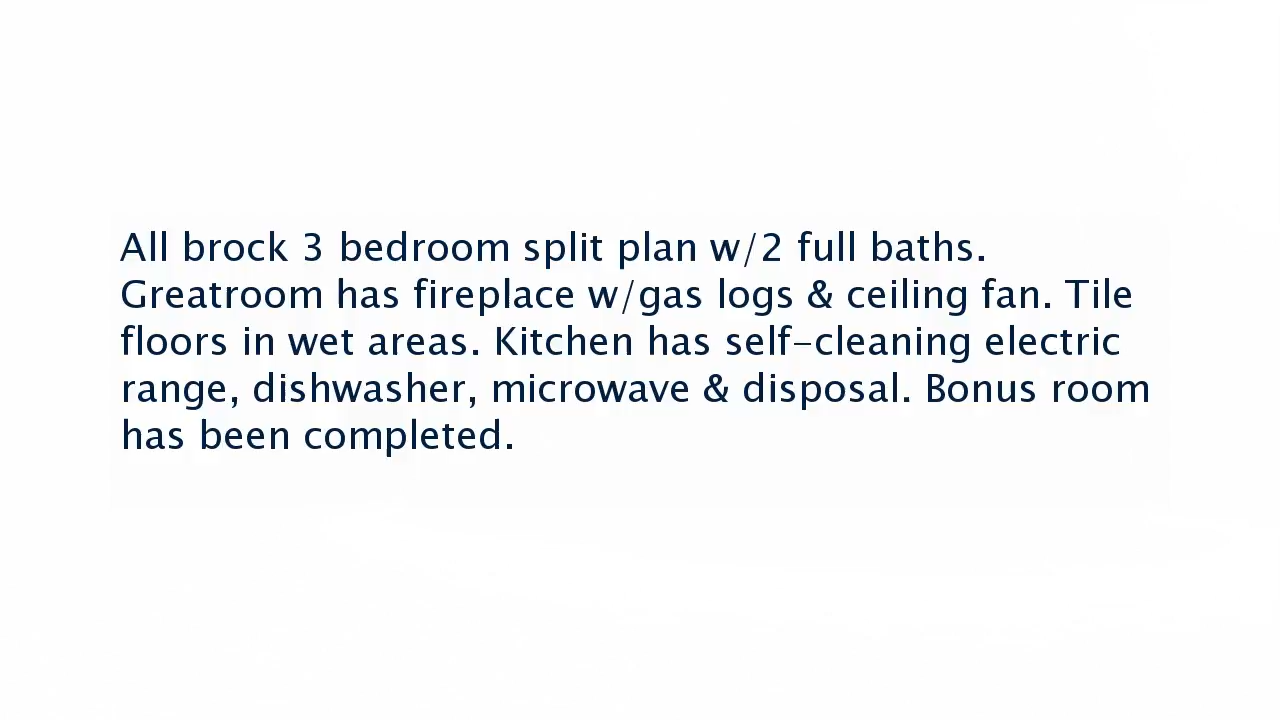 All brock 3 bedroom split plan w/2 full baths.
Greatroom has fireplace w/gas logs & ceiling fan. Tile
floors in wet areas. Kitchen has self-cleaning electric
range, dishwasher, microwave & disposal. Bonus room
has been completed.